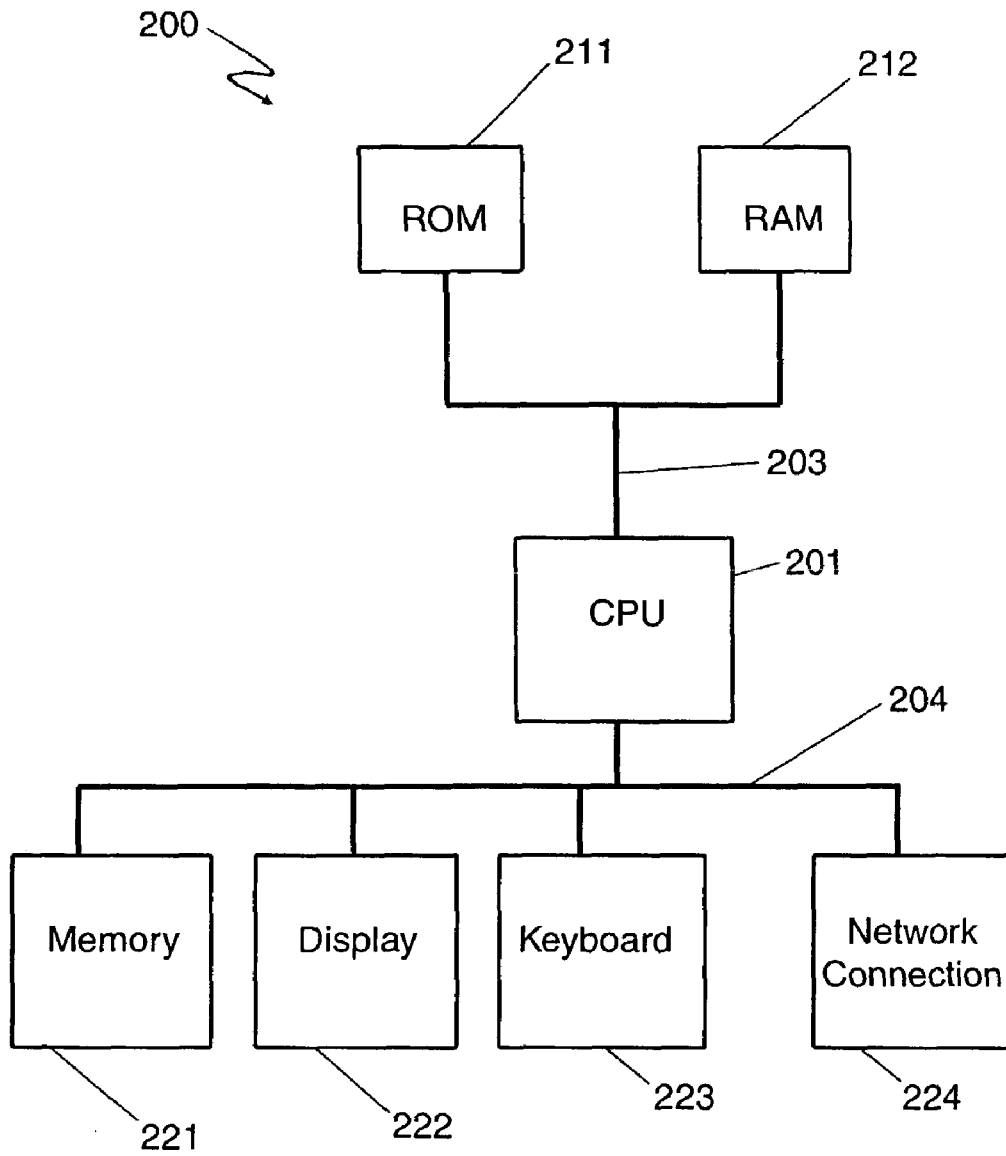 200
211
212
ROM
RAM
203
201
CPU
204
Memory
Display
Keyboard
Network
Connection
221
222
223
224